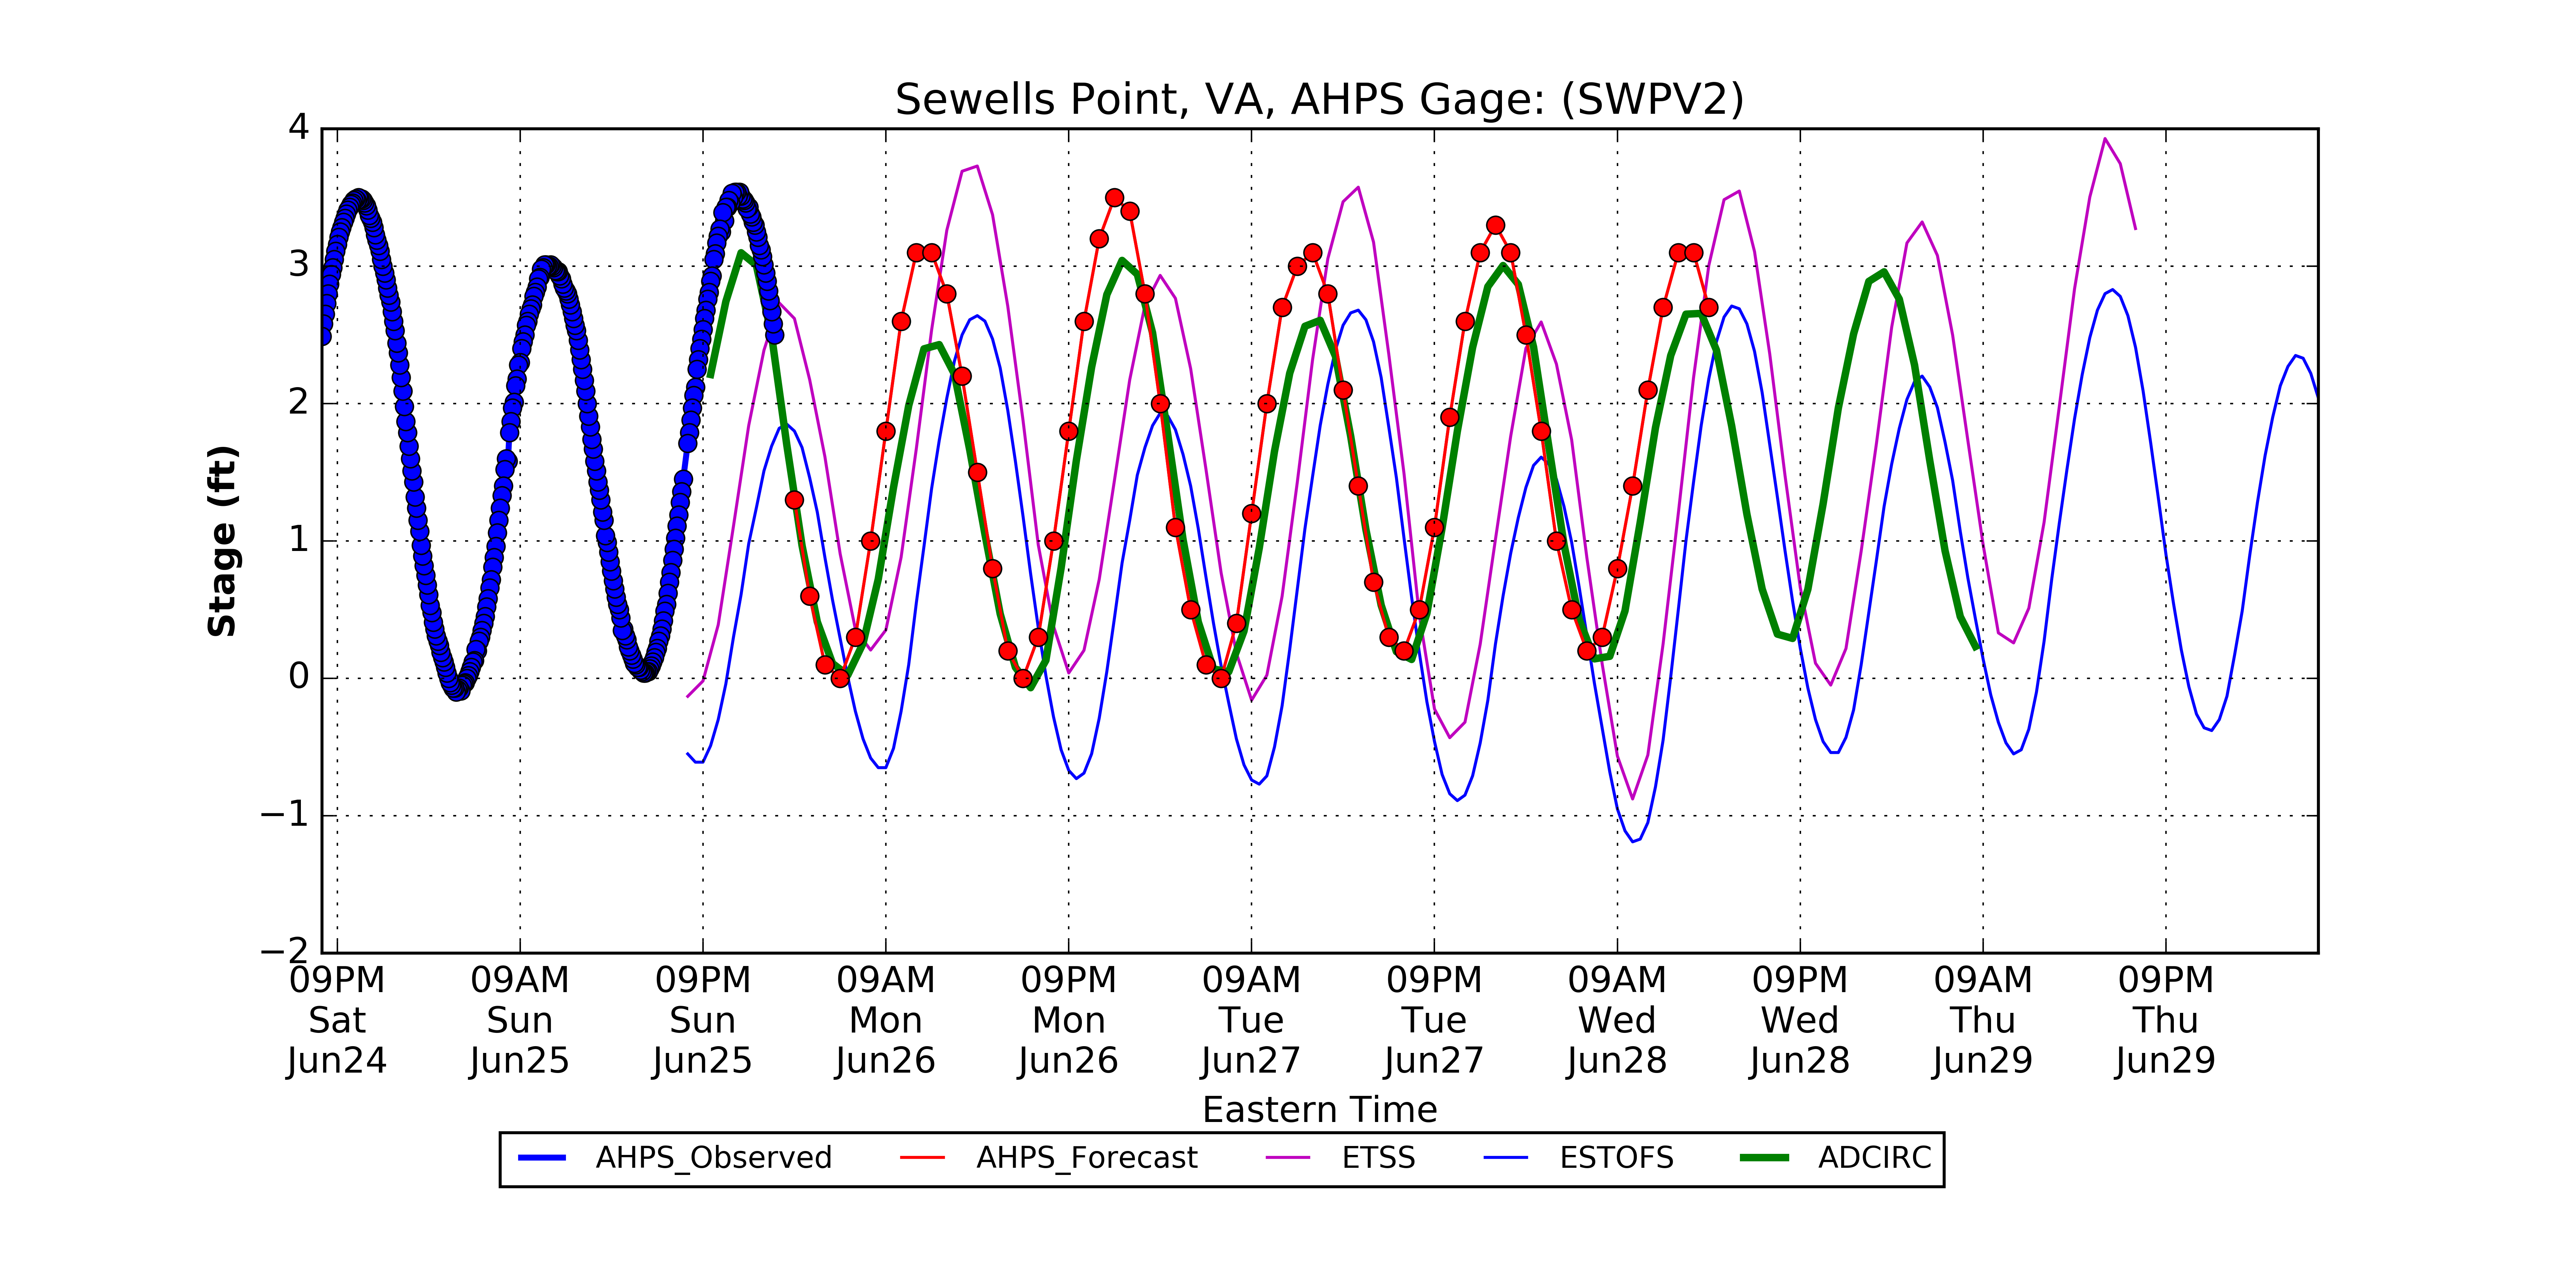 Sewells Point, VA, AHPS Gage: (SWPV2)
Stage (ft)
4
3
2
1
0
−1
−2
09PM 09AM 09PM 09AM 09PM 09AM 09PM 09AM 09PM 09AM 09PM
Sat Sun Sun Mon Mon Tue Tue Wed Wed Thu Thu
Jun24 Jun25 Jun25 Jun26 Jun26 Jun27 Jun27 Jun28 Jun28 Jun29 Jun29
Eastern Time
AHPS_Observed AHPS_Forecast ETSS ESTOFS ADCIRC